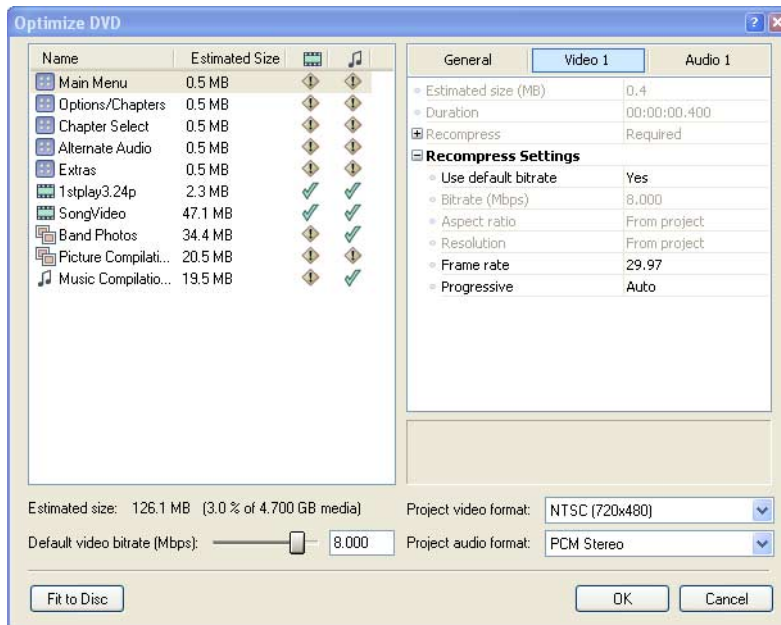 Optimize DVD
Name Estimated Size
Main Menu 0.5 MB
Options/Chapters 0.5 MB
Chapter Select 0.5 MB
Alternate Audio 0.5 MB
Extras 0.5 MB
1stplay3.24p 2.3 MB
SongVideo 47.1 MB
Band Photos 34.4 MB
Picture Compilati... 20.5 MB
Music Compilatio... 19.5 MB
General Video 1 Audio 1
Estimated size (MB) 0.4
Duration 00:00:00.400
Recompress Required
Recompress Settings
Use default bitrate Yes
Bitrate (Mbps) 8.000
Aspect ratio From project
Resolution From project
Frame rate 29.97
Progressive Auto
Estimated size: 126.1 MB (3.0 % of 4.700 GB media)
Default video bitrate (Mbps): 8.000
Project video format: NTSC (720x480)
Project audio format: PCM Stereo
Fit to Disc OK Cancel